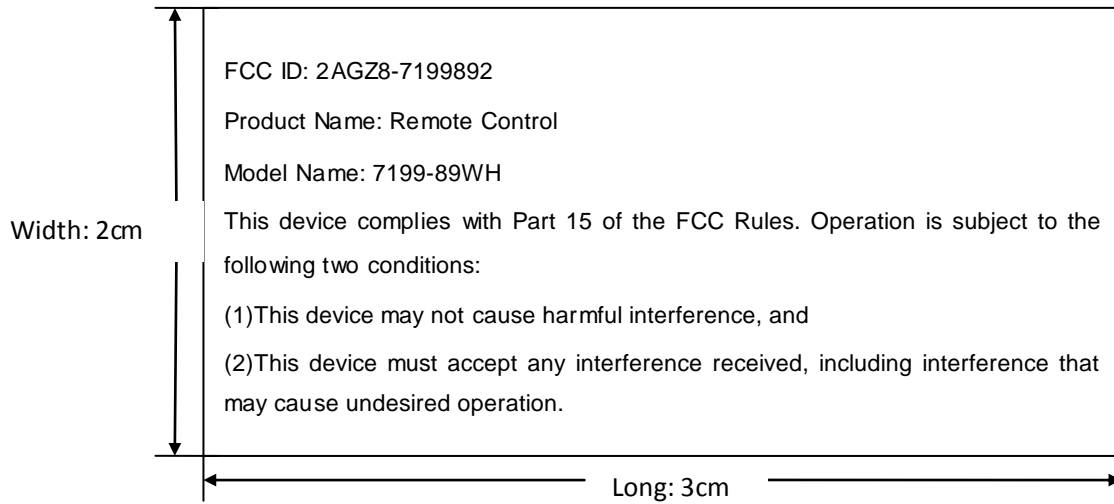 FCC ID: 2AGZ8-7199892
Product Name: Remote Control
Model Name: 7199-89WH
Width: 2cm
This device complies with Part 15 of the FCC Rules. Operation is subject to the
following two conditions:
(1)This device may not cause harmful interference, and
(2)This device must accept any interference received, including interference that
may cause undesired operation.
Long: 3cm